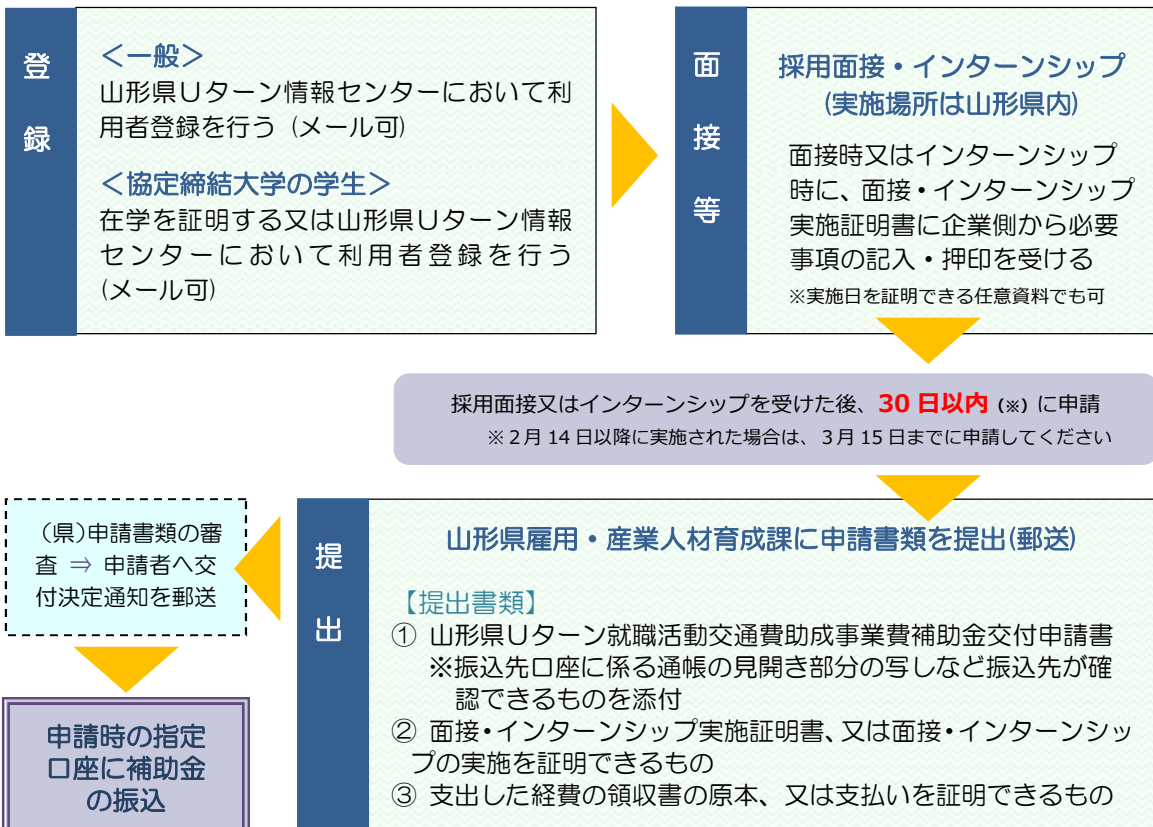 登録
＜一般＞
山形県Uターン情報センターにおいて利
用者登録を行う (メール可)
＜協定締結大学の学生＞
在学を証明する又は山形県Uターン情報
センターにおいて利用者登録を行う
(メール可)
面接等
採用面接・インターンシップ
(実施場所は山形県内)
面接時又はインターンシップ
時に、面接・インターンシップ
実施証明書に企業側から必要
事項の記入・押印を受ける
※実施日を証明できる任意資料でも可
採用面接又はインターンシップを受けた後、30 日以内 (※) に申請
※２月 14 日以降に実施された場合は、３月 15 日までに申請してください
提出
山形県雇用・産業人材育成課に申請書類を提出(郵送)
【提出書類】
① 山形県Uターン就職活動交通費助成事業費補助金交付申請書
※振込先口座に係る通帳の見開き部分の写しなど振込先が確
認できるものを添付
② 面接・インターンシップ実施証明書、又は面接・インターンシッ
プの実施を証明できるもの
③ 支出した経費の領収書の原本、又は支払いを証明できるもの
（県）申請書類の審
査 ⇒ 申請者へ交
付決定通知を郵送
申請時の指定
口座に補助金
の振込